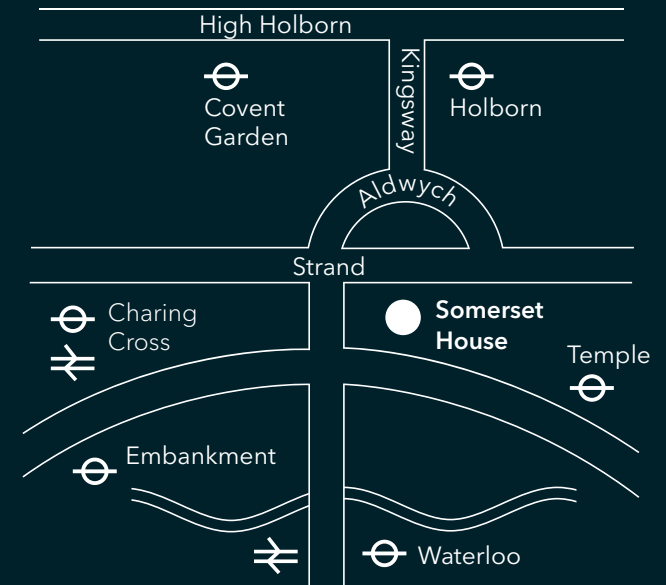 High Holborn
Kingsway
Covent
Garden
Holborn
Aldwych
Strand
Charing
Cross
Somerset
House
Temple
Embankment
Waterloo